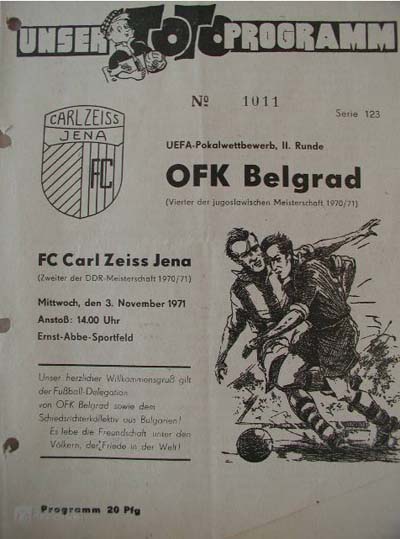 UNSER TOTO PROGRAMM
No 1011
Serie 123
CARL ZEISS
JENA
FC
UEFA-Pokalwettbewerb, II. Runde
OFK Belgrad
(Vierter der jugoslawischen Meisterschaft 1970/71)
FC Carl Zeiss Jena
(Zweiter der DDR-Meisterschaft 1970/71)
Mittwoch, den 3. November 1971
Anstoß: 14.00 Uhr
Ernst-Abbe-Sportfeld
Unser herzlicher Willkommensgruß gilt
der Fußball-Delegation
von OFK Belgrad sowie dem
Schiedsrichterkollektiv aus Bulgarien!
Es lebe die Freundschaft unter den
Völkern, der Friede in der Welt!
Programm 20 Pfg